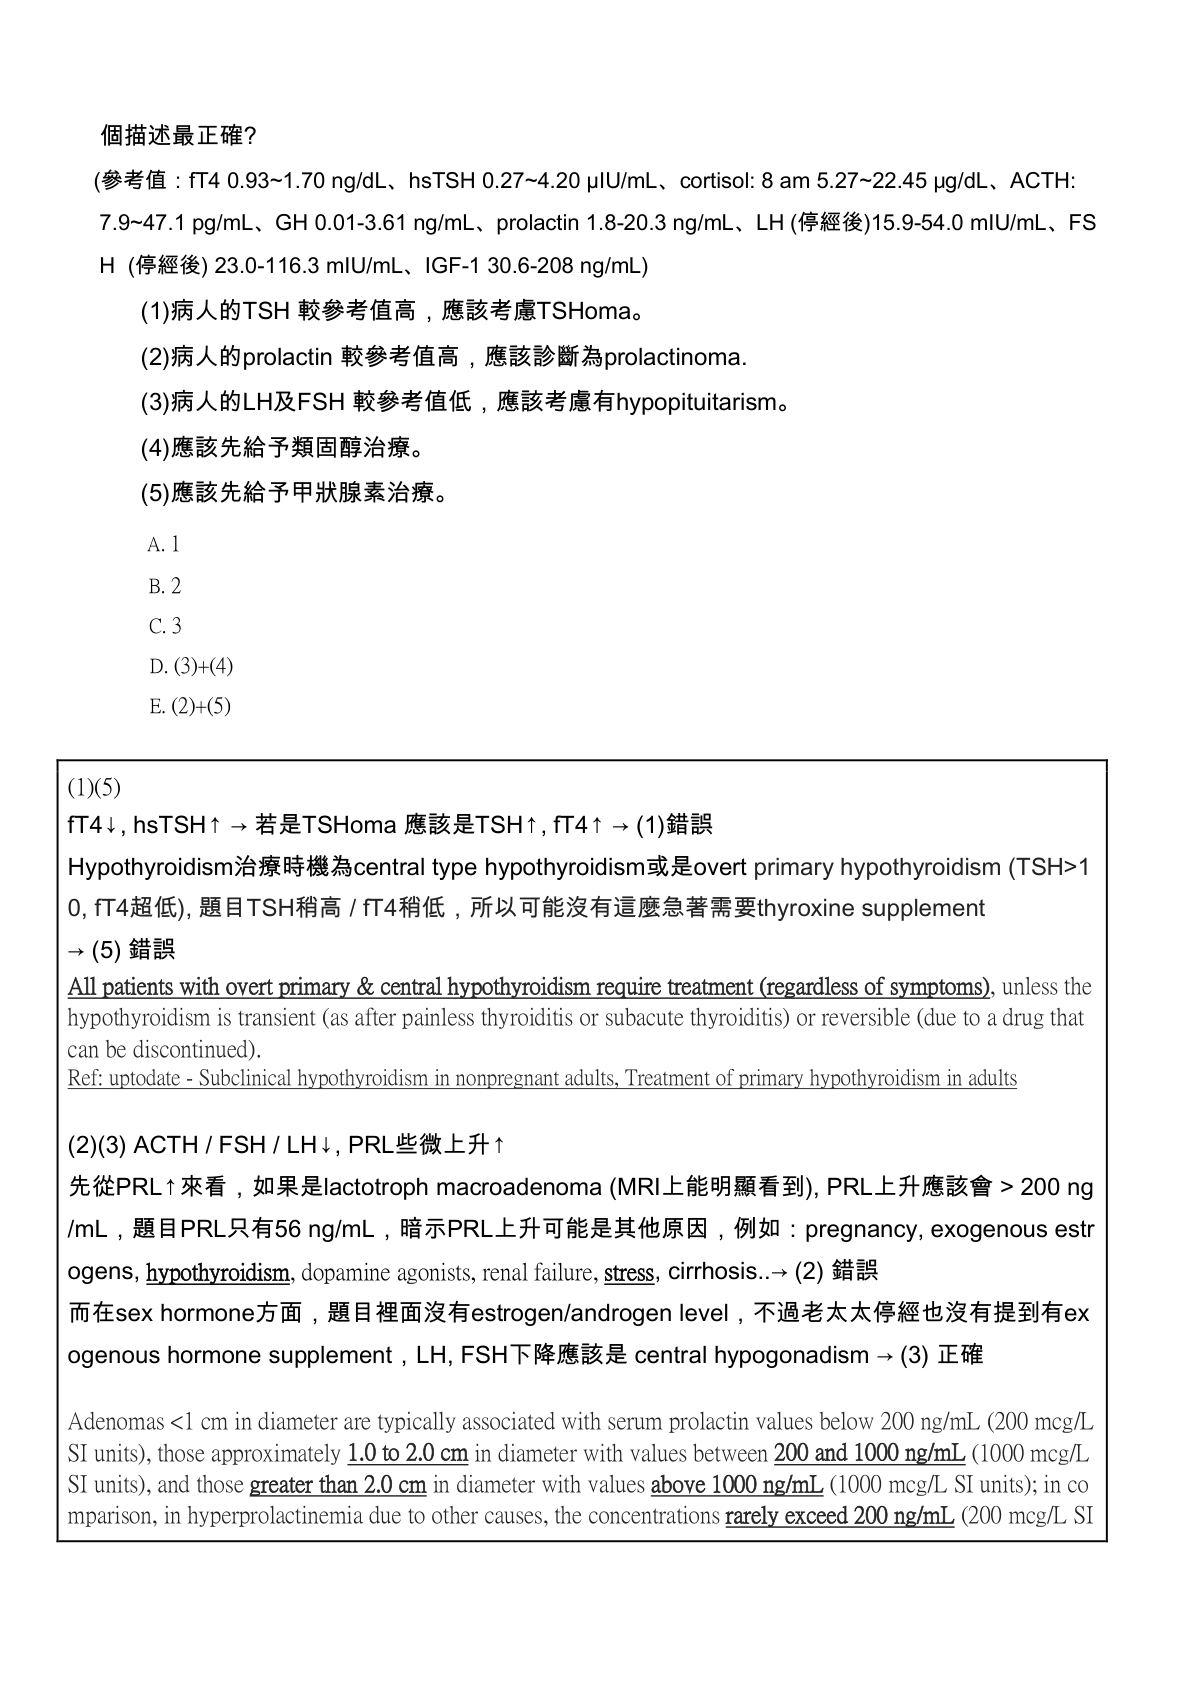 個描述最正確?
(參考值：fT4 0.93~1.70 ng/dL、hsTSH 0.27~4.20 μIU/mL、cortisol: 8 am 5.27~22.45 μg/dL、ACTH:
7.9~47.1 pg/mL、GH 0.01-3.61 ng/mL、prolactin 1.8-20.3 ng/mL、LH (停經後)15.9-54.0 mIU/mL、FS
H (停經後) 23.0-116.3 mIU/mL、IGF-1 30.6-208 ng/mL)
(1)病人的TSH 較參考值高，應該考慮TSHoma。
(2)病人的prolactin 較參考值高，應該診斷為prolactinoma.
(3)病人的LH及FSH 較參考值低，應該考慮有hypopituitarism。
(4)應該先給予類固醇治療。
(5)應該先給予甲狀腺素治療。
A. 1
B. 2
C. 3
D. (3)+(4)
E. (2)+(5)
(1)(5)
fT4↓, hsTSH↑ → 若是TSHoma 應該是TSH↑, fT4↑ → (1)錯誤
Hypothyroidism治療時機為central type hypothyroidism或是overt primary hypothyroidism (TSH>1
0, fT4超低), 題目TSH稍高 / fT4稍低，所以可能沒有這麼急著需要thyroxine supplement
→ (5) 錯誤
All patients with overt primary & central hypothyroidism require treatment (regardless of symptoms), unless the
hypothyroidism is transient (as after painless thyroiditis or subacute thyroiditis) or reversible (due to a drug that
can be discontinued).
Ref: uptodate - Subclinical hypothyroidism in nonpregnant adults, Treatment of primary hypothyroidism in adults
(2)(3) ACTH / FSH / LH↓, PRL些微上升↑
先從PRL↑來看，如果是lactotroph macroadenoma (MRI上能明顯看到), PRL上升應該會 > 200 ng
/mL，題目PRL只有56 ng/mL，暗示PRL上升可能是其他原因，例如：pregnancy, exogenous estr
ogens, hypothyroidism, dopamine agonists, renal failure, stress, cirrhosis..→ (2) 錯誤
而在sex hormone方面，題目裡面沒有estrogen/androgen level，不過老太太停經也沒有提到有ex
ogenous hormone supplement，LH, FSH下降應該是 central hypogonadism → (3) 正確
Adenomas <1 cm in diameter are typically associated with serum prolactin values below 200 ng/mL (200 mcg/L
SI units), those approximately 1.0 to 2.0 cm in diameter with values between 200 and 1000 ng/mL (1000 mcg/L
SI units), and those greater than 2.0 cm in diameter with values above 1000 ng/mL (1000 mcg/L SI units); in co
mparison, in hyperprolactinemia due to other causes, the concentrations rarely exceed 200 ng/mL (200 mcg/L SI